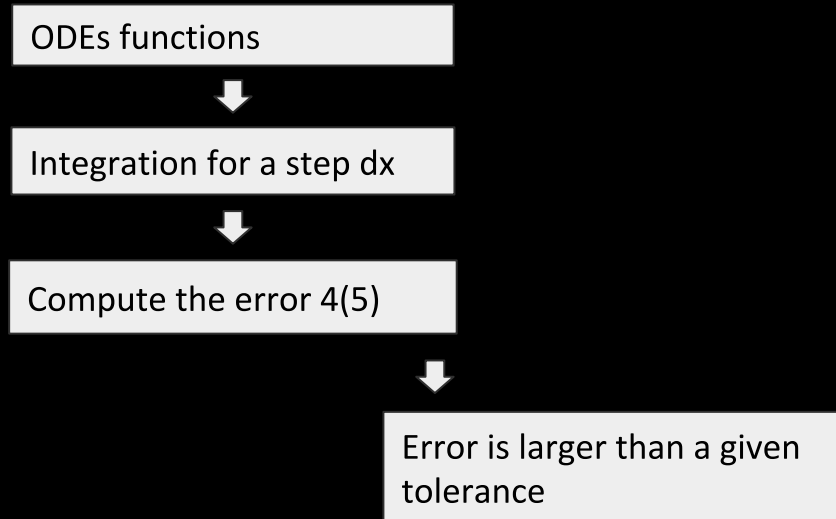 ODEs functions
Integration for a step dx
Compute the error 4(5)
Error is larger than a given
tolerance